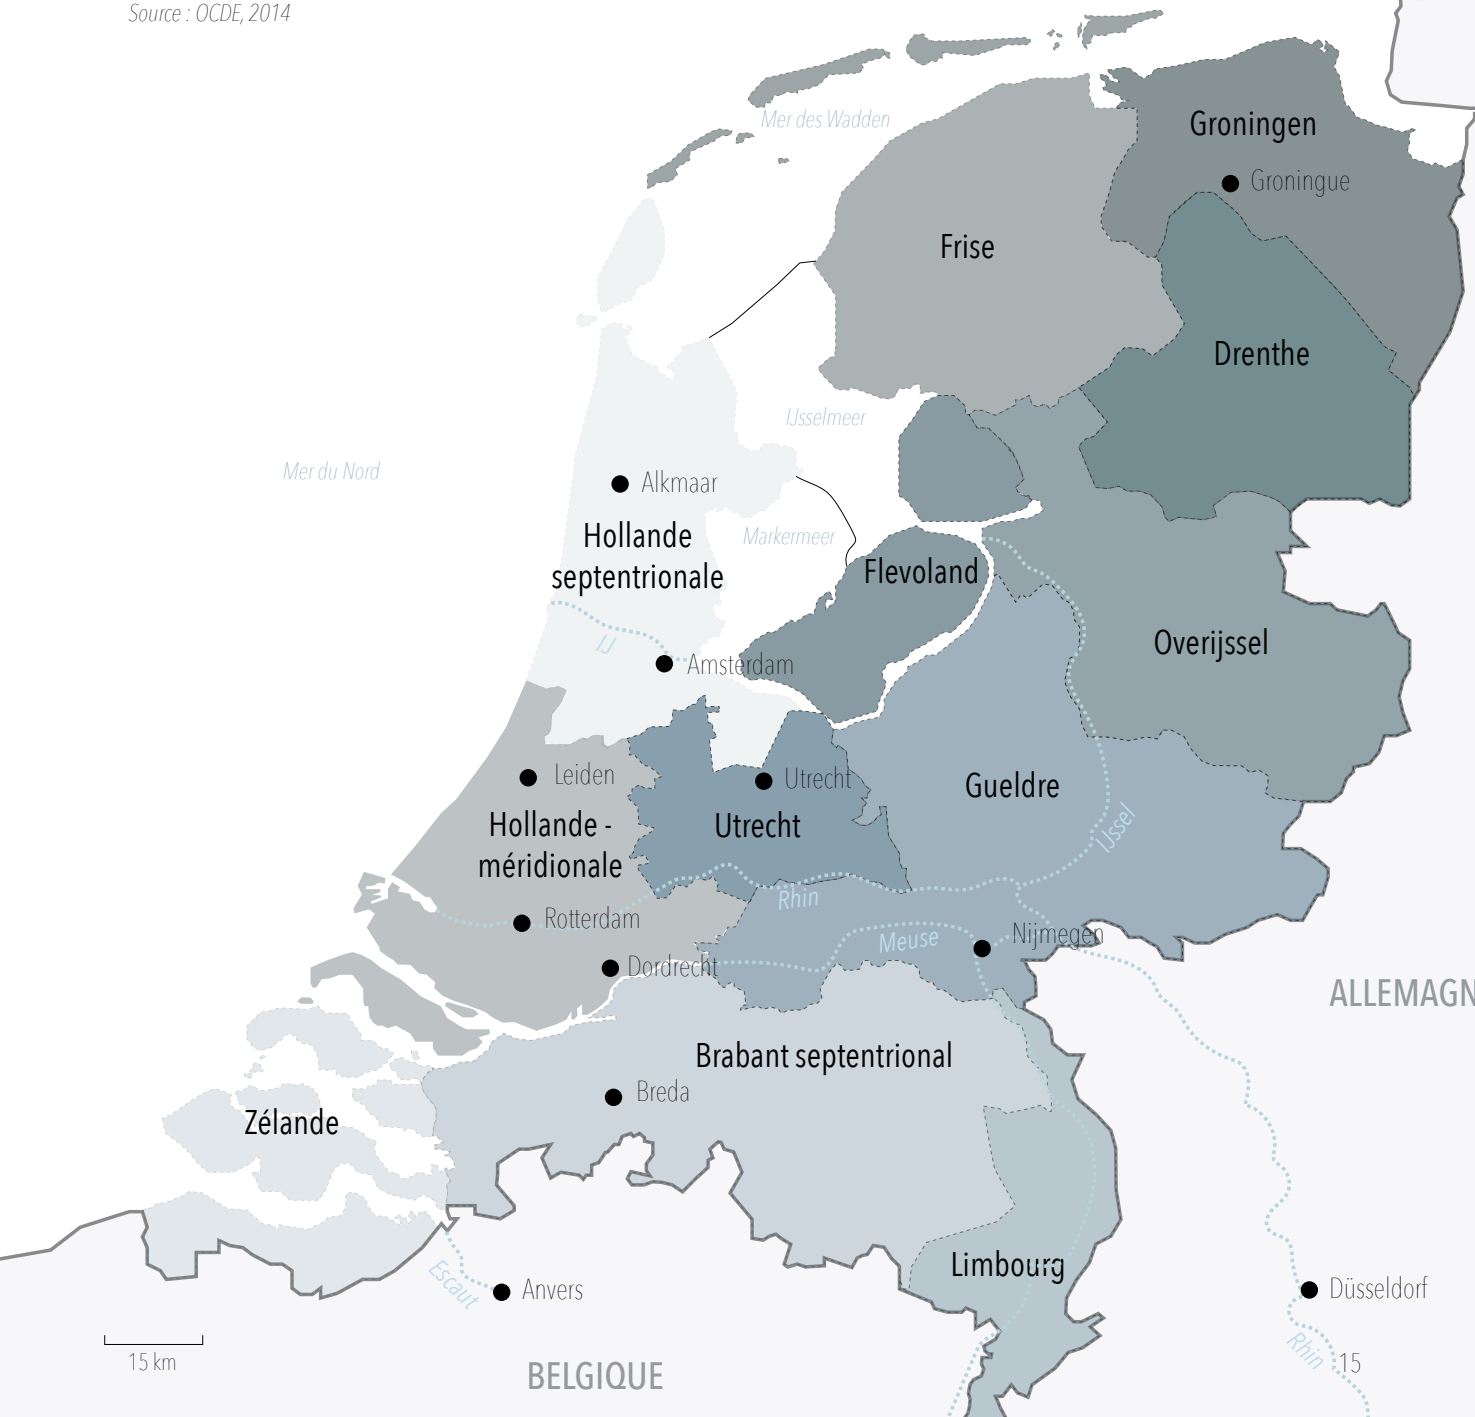 Source : OCDE, 2014
Mer des Wadden
Groningen
Groningue
Frise
Drenthe
IJsselmeer
Mer du Nord
Alkmaar
Hollande
septentrionale
Markermeer
Flevoland
Overijssel
IJ
Amsterdam
Leiden
Utrecht
Gueldre
Hollande -
méridionale
Utrecht
IJssel
Rhin
Rotterdam
Meuse
Nijmegen
Dordrecht
ALLEMAGN
Brabant septentrional
Breda
Zélande
Limbourg
Escaut
Anvers
Düsseldorf
Rhin
15 km
15
BELGIQUE